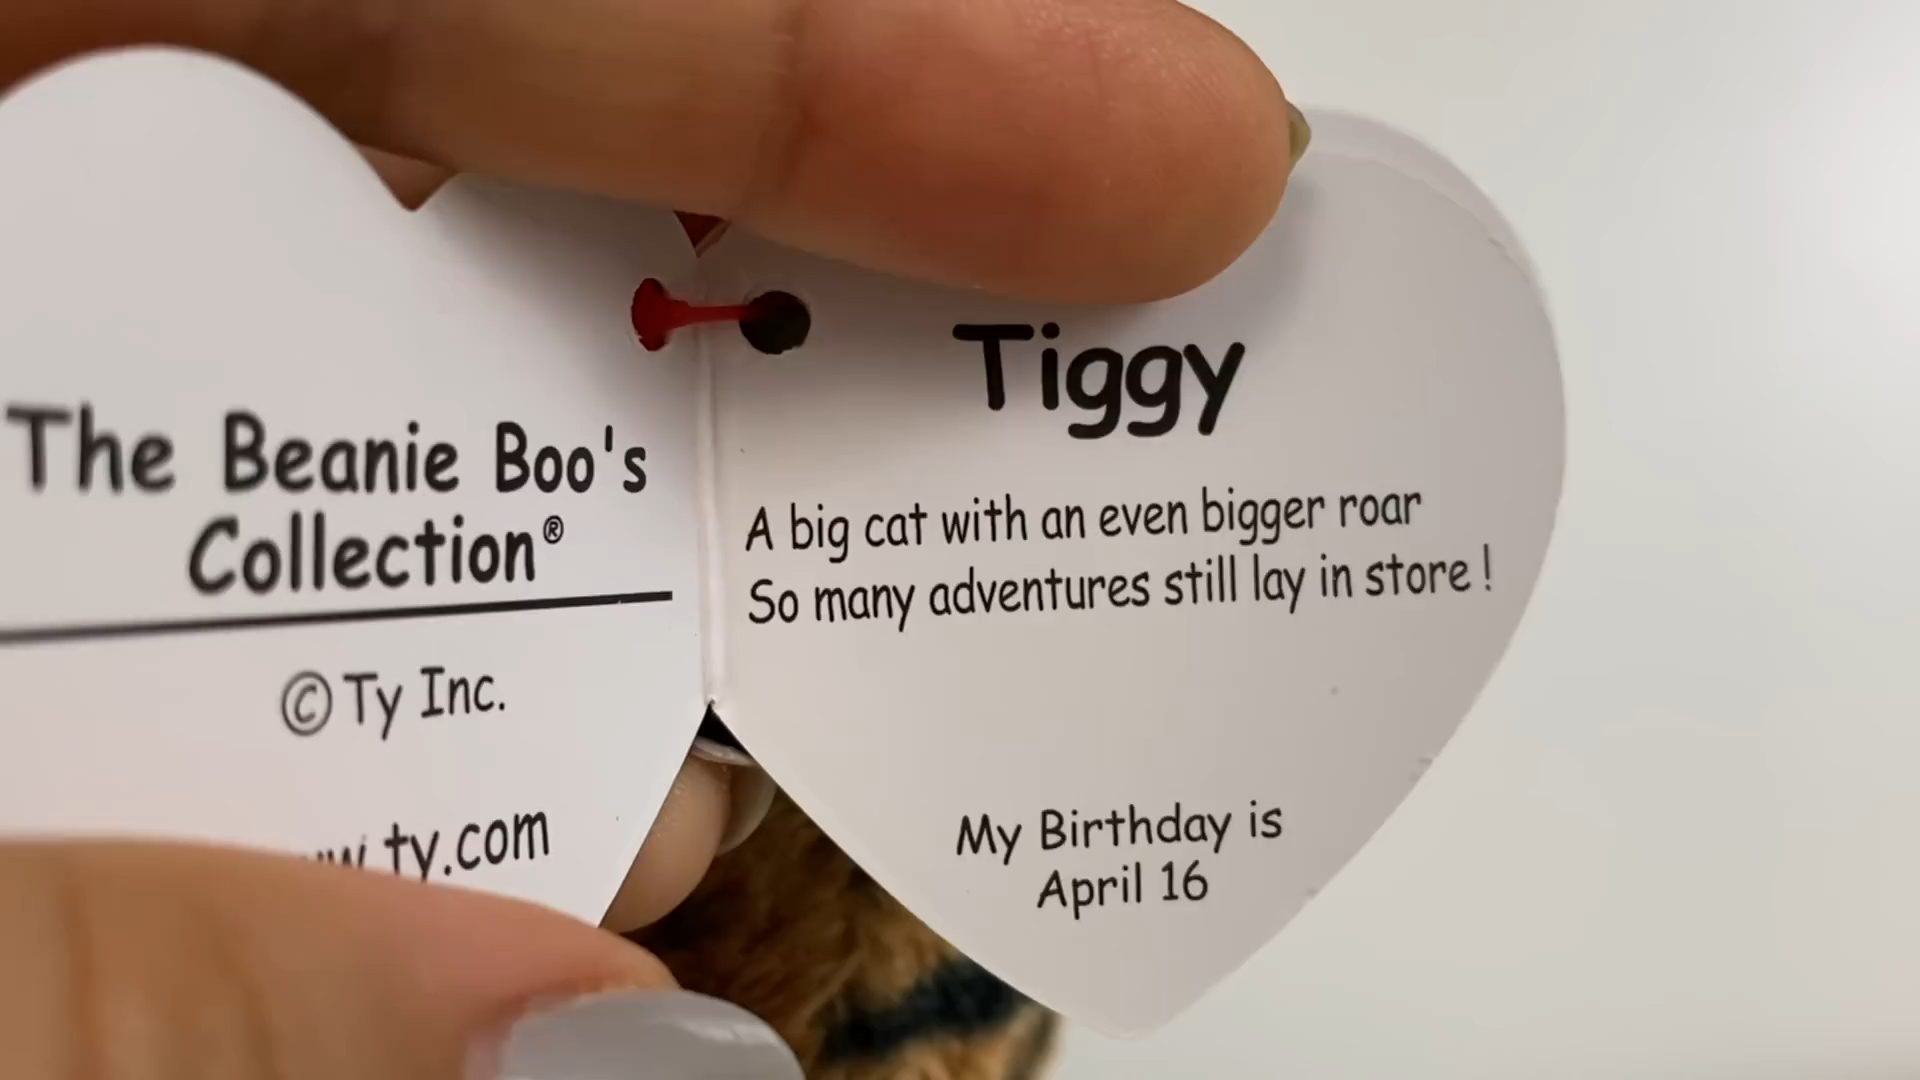 The Beanie Boo's
Collection®
© Ty Inc.
ty.com
Tiggy
A big cat with an even bigger roar
So many adventures still lay in store !
My Birthday is
April 16